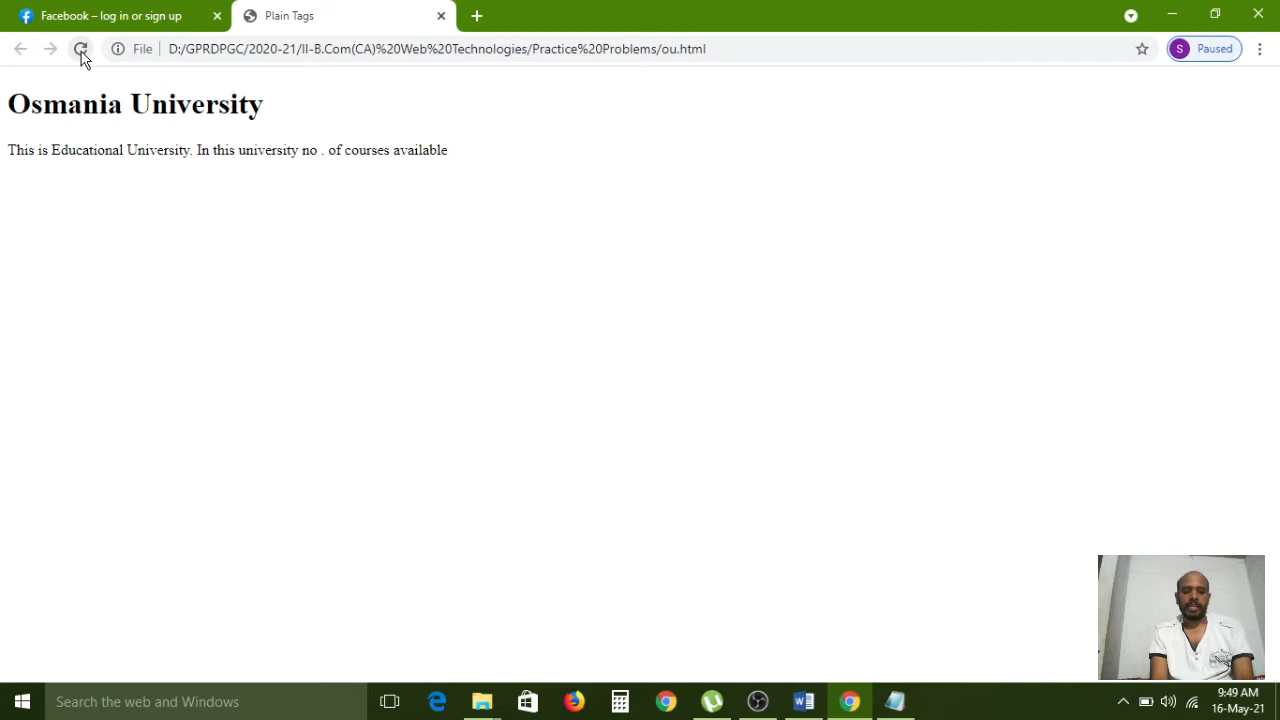 Facebook – log in or sign up
Plain Tags
File
D:/GPRDPGC/2020-21/II-B.Com(CA)%20Web%20Technologies/Practice%20Problems/ou.html
S
Paused
Osmania University
This is Educational University. In this university no . of courses available
Search the web and Windows
9:49 AM
16-May-21